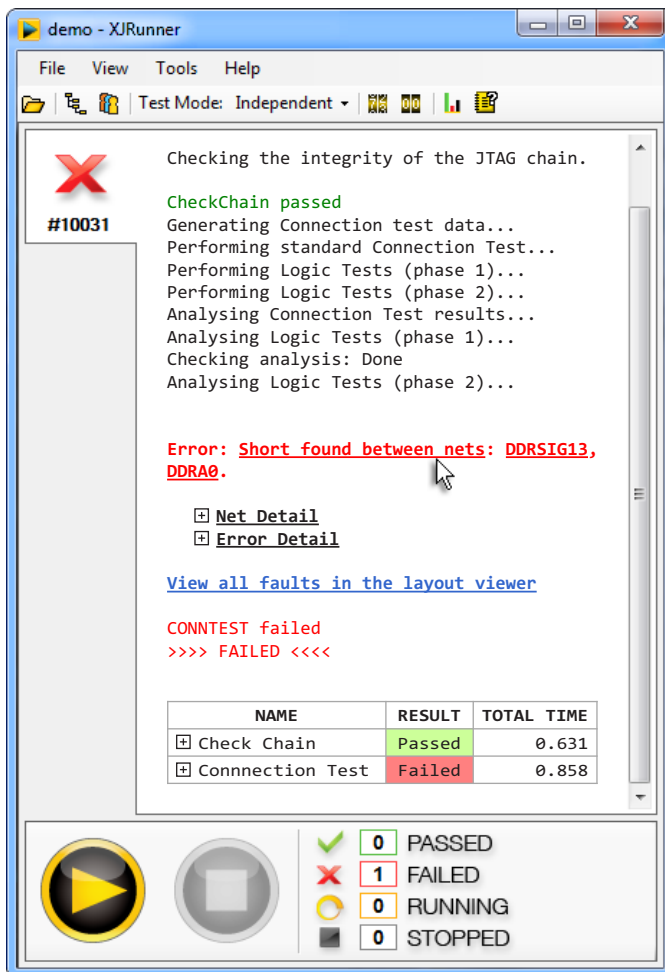 demo - XJRunner
File View Tools Help
Test Mode: Independent
#10031
Checking the integrity of the JTAG chain.
CheckChain passed
Generating Connection test data...
Performing standard Connection Test...
Performing Logic Tests (phase 1)...
Performing Logic Tests (phase 2)...
Analysing Connection Test results...
Analysing Logic Tests (phase 1)...
Checking analysis: Done
Analysing Logic Tests (phase 2)...
Error: Short found between nets: DDRSIG13,
DDRA0.
Net Detail
Error Detail
View all faults in the layout viewer
CONNTEST failed
>>>> FAILED <<<<
NAME RESULT TOTAL TIME
Check Chain Passed 0.631
Connnection Test Failed 0.858
0 PASSED
1 FAILED
0 RUNNING
0 STOPPED